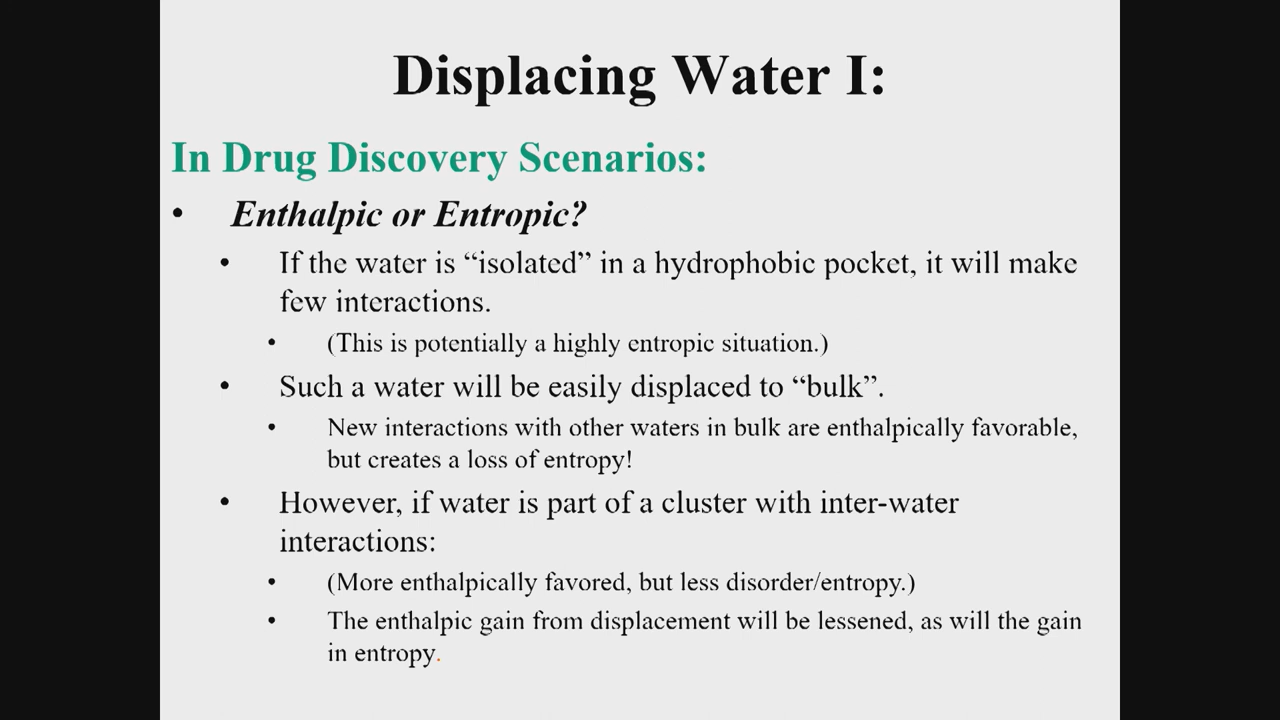 Displacing Water I:
In Drug Discovery Scenarios:
• Enthalpic or Entropic?
• If the water is “isolated” in a hydrophobic pocket, it will make
few interactions.
• (This is potentially a highly entropic situation.)
• Such a water will be easily displaced to “bulk”.
• New interactions with other waters in bulk are enthalpically favorable,
but creates a loss of entropy!
• However, if water is part of a cluster with inter-water
interactions:
• (More enthalpically favored, but less disorder/entropy.)
• The enthalpic gain from displacement will be lessened, as will the gain
in entropy.